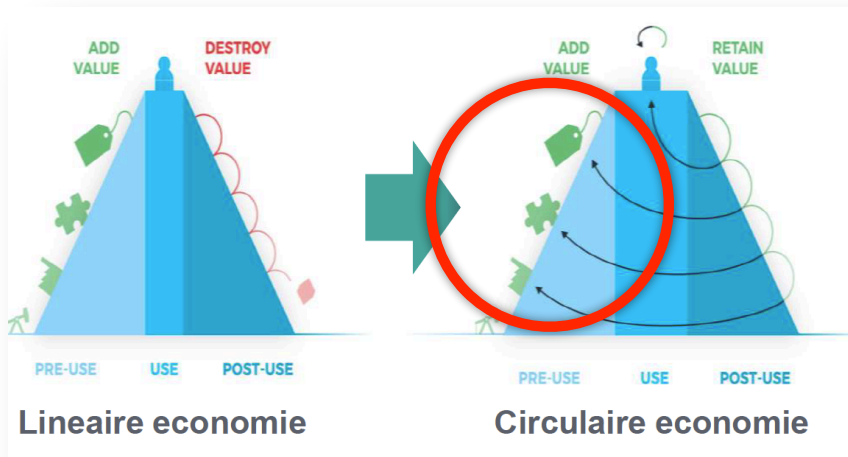 ADD
VALUE
DESTROY
VALUE
PRE-USE
USE
POST-USE
Lineaire economie
ADD
VALUE
RETAIN
VALUE
PRE-USE
USE
POST-USE
Circulaire economie